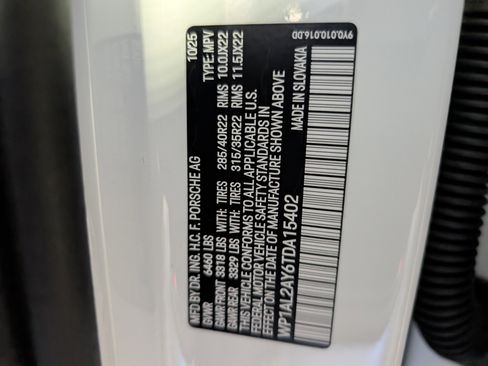 MFD BY DR. ING. H.C. F. PORSCHE AG 10/25
GVWR 6460 LBS TYPE: MPV
GAWR FRONT 3318 LBS WITH: TIRES 285/40R22 RIMS 10.0JX22
GAWR REAR 3329 LBS WITH: TIRES 315/35R22 RIMS 11.5JX22
THIS VEHICLE CONFORMS TO ALL APPLICABLE U.S.
FEDERAL MOTOR VEHICLE SAFETY STANDARDS IN EFFECT
ON THE DATE OF MANUFACTURE SHOWN ABOVE
WP1AL2AY6TDA15402 MADE IN SLOVAKIA
9Y0.010.016.DD